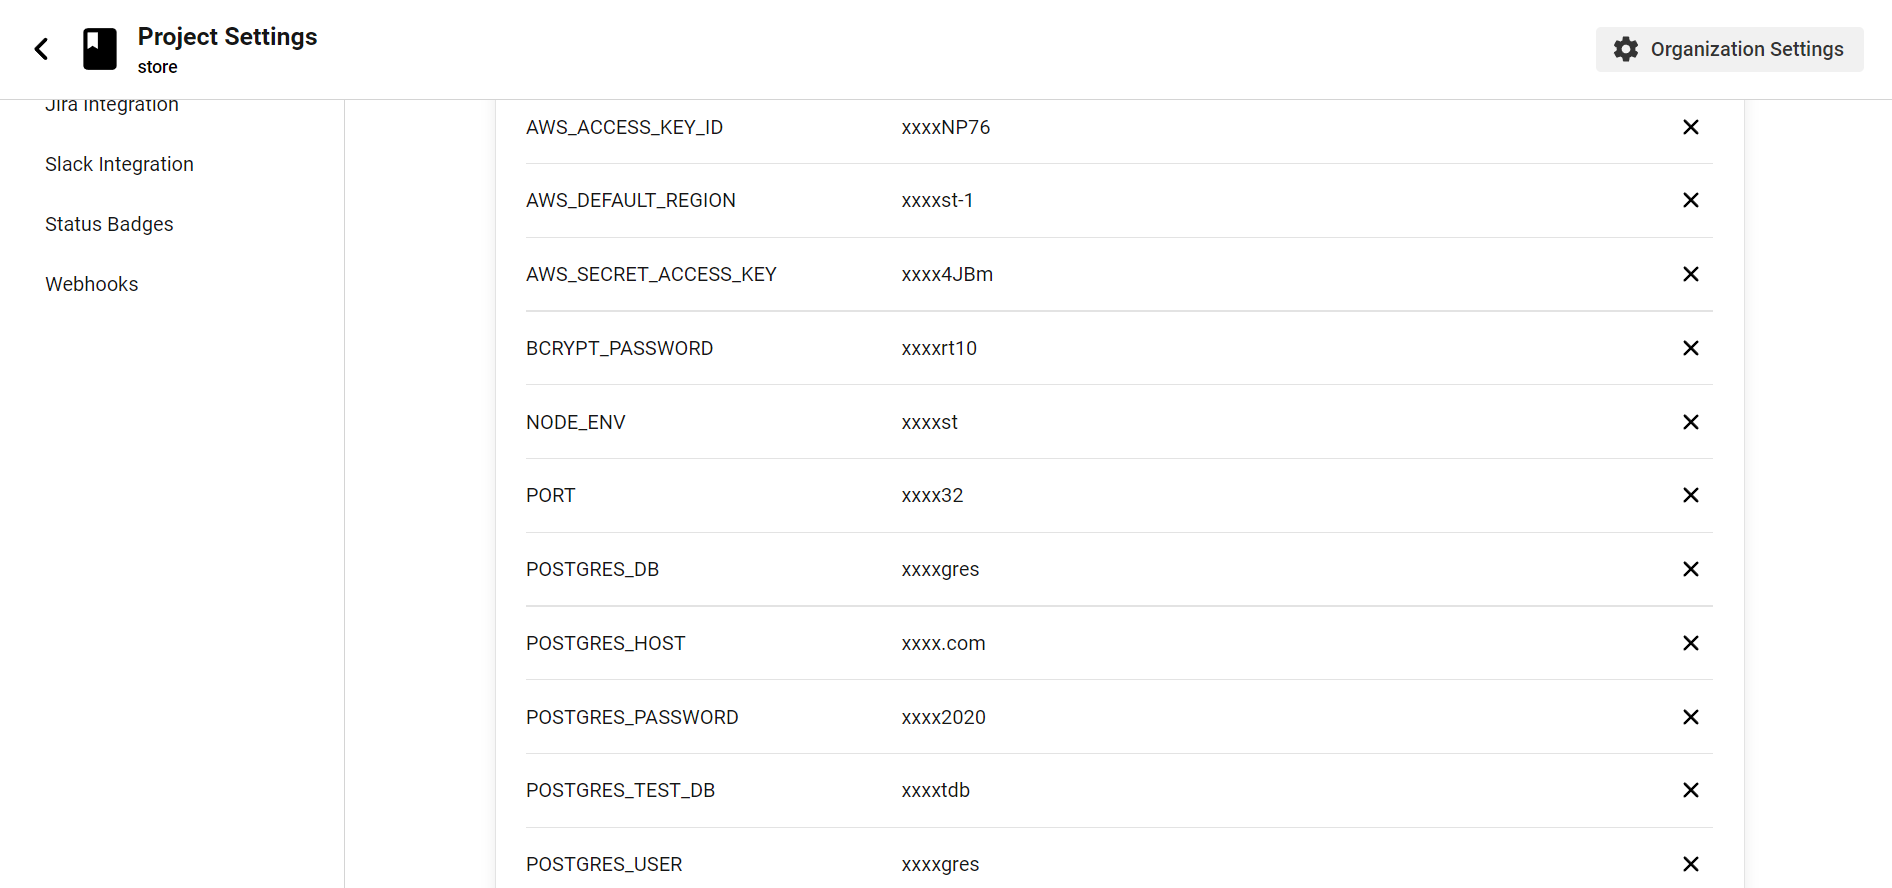 Project Settings
store
Organization Settings
Jira Integration
Slack Integration
Status Badges
Webhooks
AWS_ACCESS_KEY_ID xxxxNP76
AWS_DEFAULT_REGION xxxxst-1
AWS_SECRET_ACCESS_KEY xxxx4JBm
BCRYPT_PASSWORD xxxxrt10
NODE_ENV xxxxst
PORT xxxx32
POSTGRES_DB xxxxgres
POSTGRES_HOST xxxx.com
POSTGRES_PASSWORD xxxx2020
POSTGRES_TEST_DB xxxxtdb
POSTGRES_USER xxxxgres